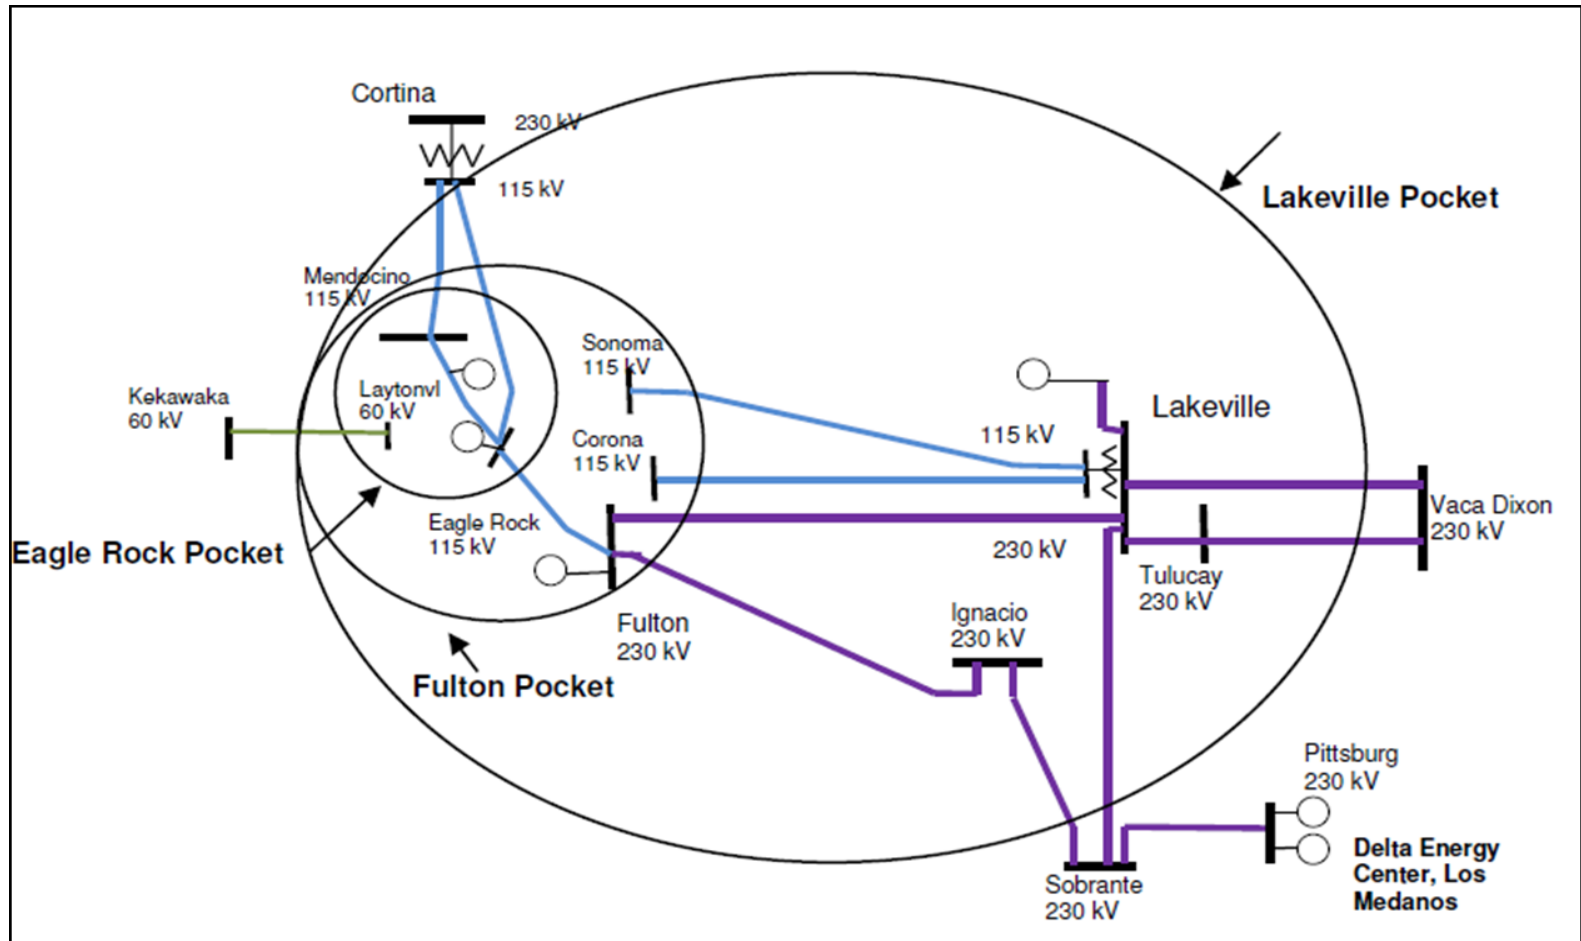 Cortina
230 kV
115 kV
Lakeville Pocket
Mendocino
115 kV
Sonoma
115 kV
Kekawaka
60 kV
Laytonvl
60 kV
Lakeville
115 kV
Corona
115 kV
Vaca Dixon
230 kV
Eagle Rock
115 kV
Eagle Rock Pocket
230 kV
Tulucay
230 kV
Ignacio
230 kV
Fulton
230 kV
Fulton Pocket
Pittsburg
230 kV
Delta Energy
Center, Los
Medanos
Sobrante
230 kV